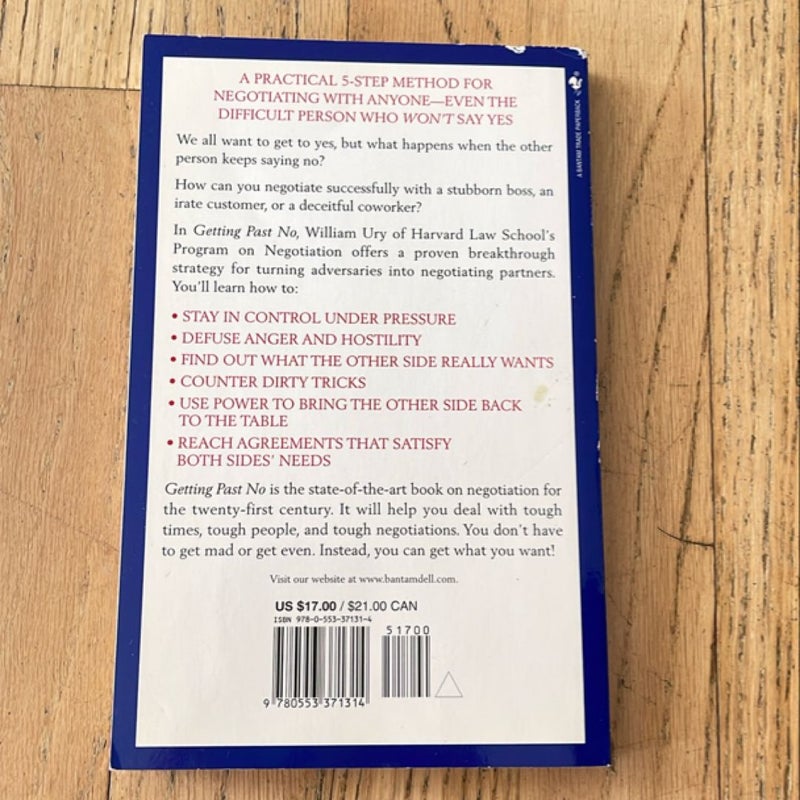 A PRACTICAL 5-STEP METHOD FOR
NEGOTIATING WITH ANYONE—EVEN THE
DIFFICULT PERSON WHO WON'T SAY YES
We all want to get to yes, but what happens when the other
person keeps saying no?
How can you negotiate successfully with a stubborn boss, an
irate customer, or a deceitful coworker?
In Getting Past No, William Ury of Harvard Law School's
Program on Negotiation offers a proven breakthrough
strategy for turning adversaries into negotiating partners.
You'll learn how to:
• STAY IN CONTROL UNDER PRESSURE
• DEFUSE ANGER AND HOSTILITY
• FIND OUT WHAT THE OTHER SIDE REALLY WANTS
• COUNTER DIRTY TRICKS
• USE POWER TO BRING THE OTHER SIDE BACK
TO THE TABLE
• REACH AGREEMENTS THAT SATISFY
BOTH SIDES' NEEDS
Getting Past No is the state-of-the-art book on negotiation for
the twenty-first century. It will help you deal with tough
times, tough people, and tough negotiations. You don't have
to get mad or get even. Instead, you can get what you want!
Visit our website at www.bantamdell.com.
US $17.00 / $21.00 CAN
ISBN 978-0-553-37131-4
51700
9 780553 371314
A BANTAM TRADE PAPERBACK